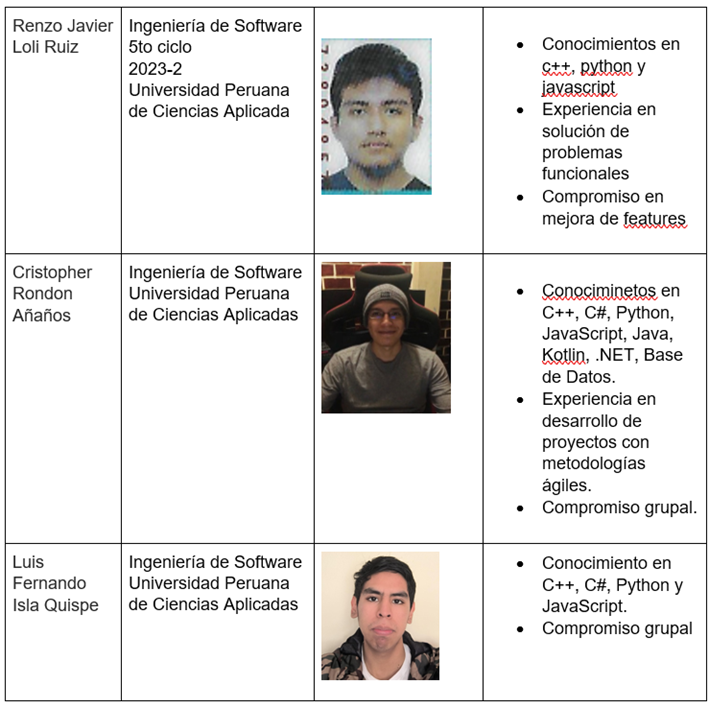 Renzo Javier
Loli Ruiz
Ingeniería de Software
5to ciclo
2023-2
Universidad Peruana
de Ciencias Aplicada
• Conocimientos en
c++, python y
javascript
• Experiencia en
solución de
problemas
funcionales
• Compromiso en
mejora de features
Cristopher
Rondon
Añaños
Ingeniería de Software
Universidad Peruana
de Ciencias Aplicadas
• Conociminetos en
C++, C#, Python,
JavaScript, Java,
Kotlin, .NET, Base
de Datos.
• Experiencia en
desarrollo de
proyectos con
metodologías
ágiles.
• Compromiso grupal.
Luis
Fernando
Isla Quispe
Ingeniería de Software
Universidad Peruana
de Ciencias Aplicadas
• Conocimiento en
C++, C#, Python y
JavaScript.
• Compromiso grupal